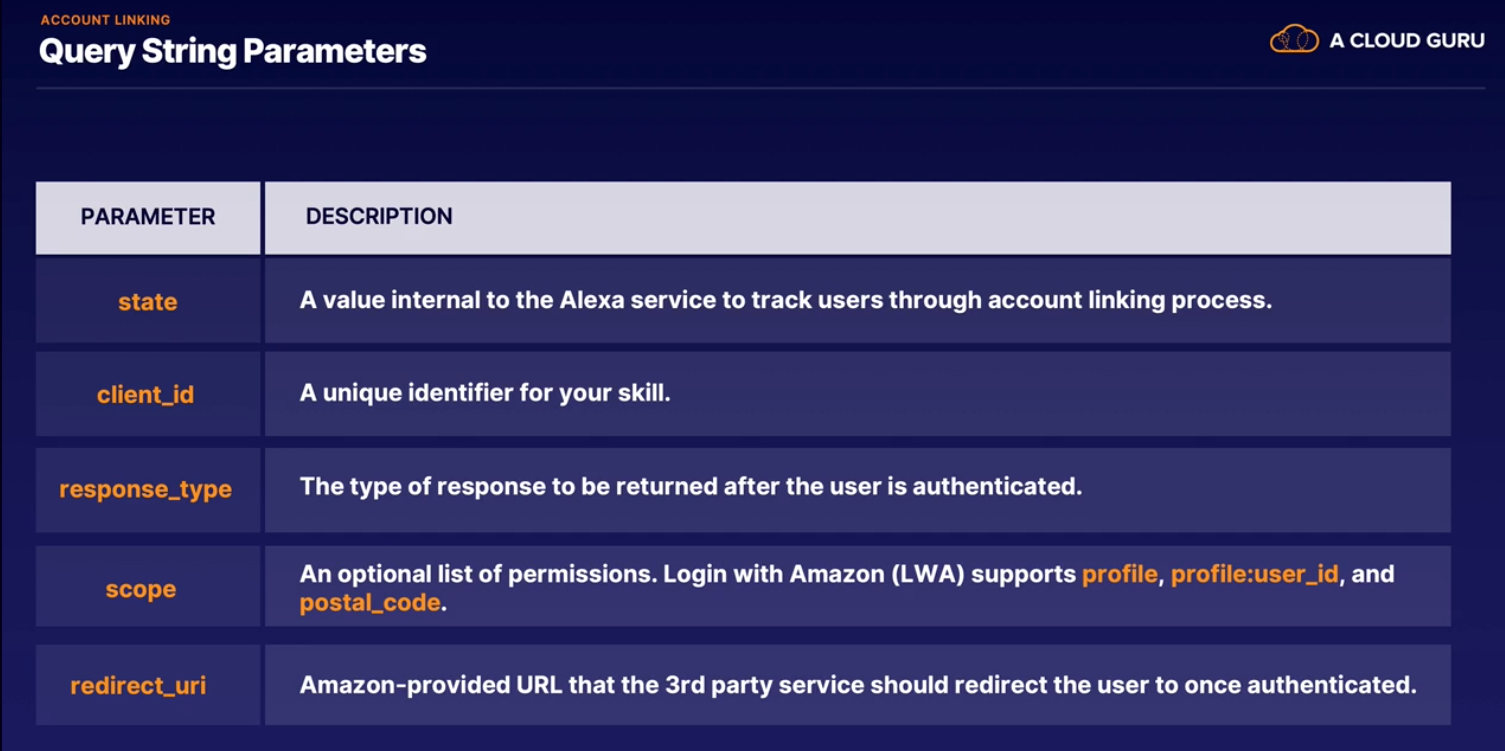 ACCOUNT LINKING
Query String Parameters
A CLOUD GURU
PARAMETER
DESCRIPTION
state
A value internal to the Alexa service to track users through account linking process.
client_id
A unique identifier for your skill.
response_type
The type of response to be returned after the user is authenticated.
scope
An optional list of permissions. Login with Amazon (LWA) supports profile, profile:user_id, and
postal_code.
redirect_uri
Amazon-provided URL that the 3rd party service should redirect the user to once authenticated.